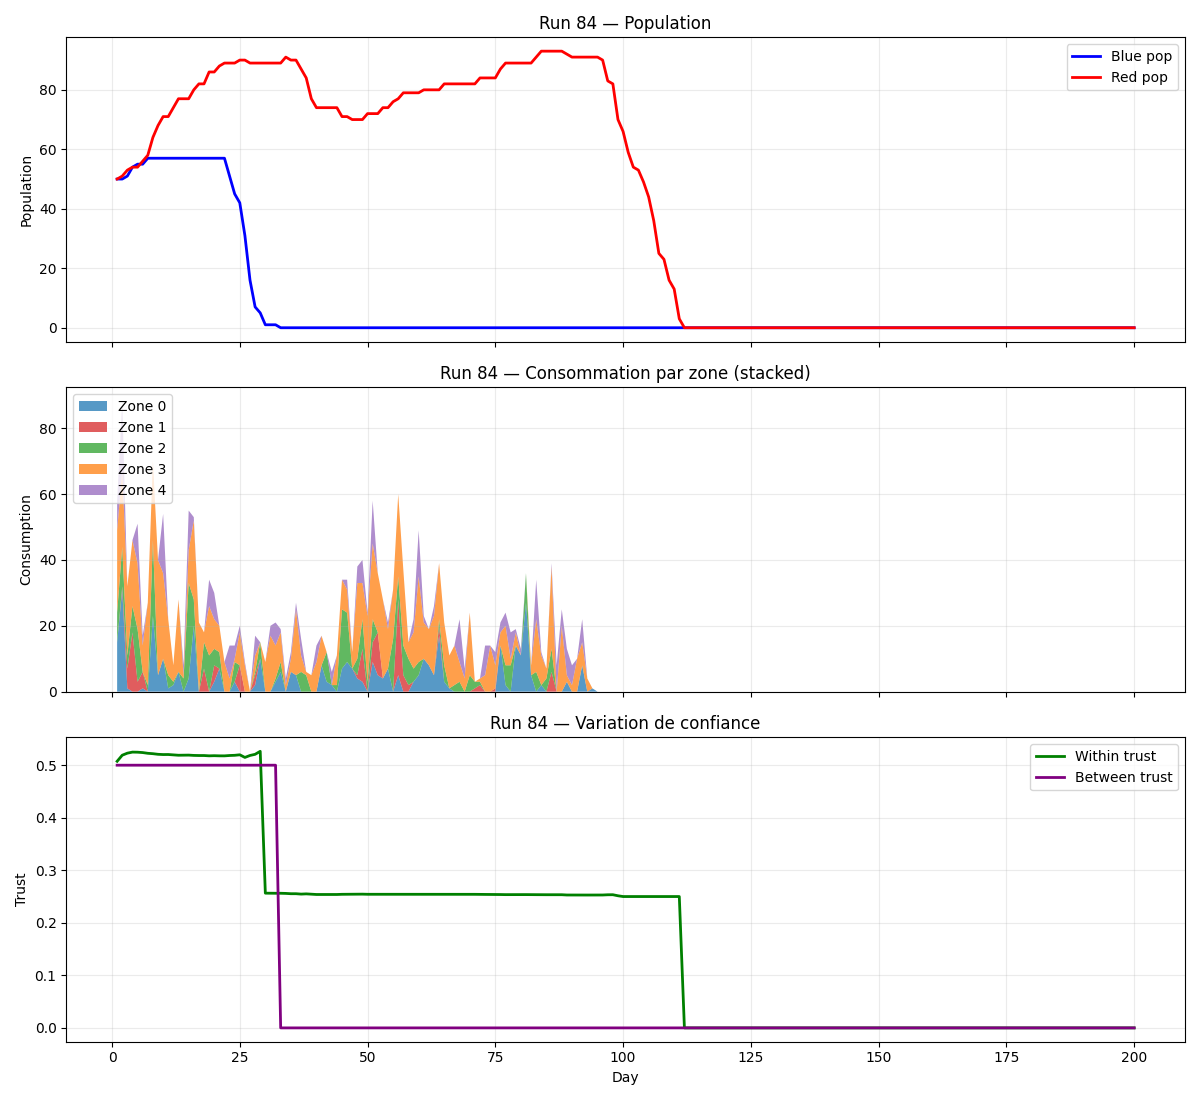 Run 84 — Population
Population
80
60
40
20
0
Blue pop
Red pop
Run 84 — Consommation par zone (stacked)
Consumption
80
60
40
20
0
Zone 0
Zone 1
Zone 2
Zone 3
Zone 4
Run 84 — Variation de confiance
Trust
0.5
0.4
0.3
0.2
0.1
0.0
Within trust
Between trust
0 25 50 75 100 125 150 175 200
Day